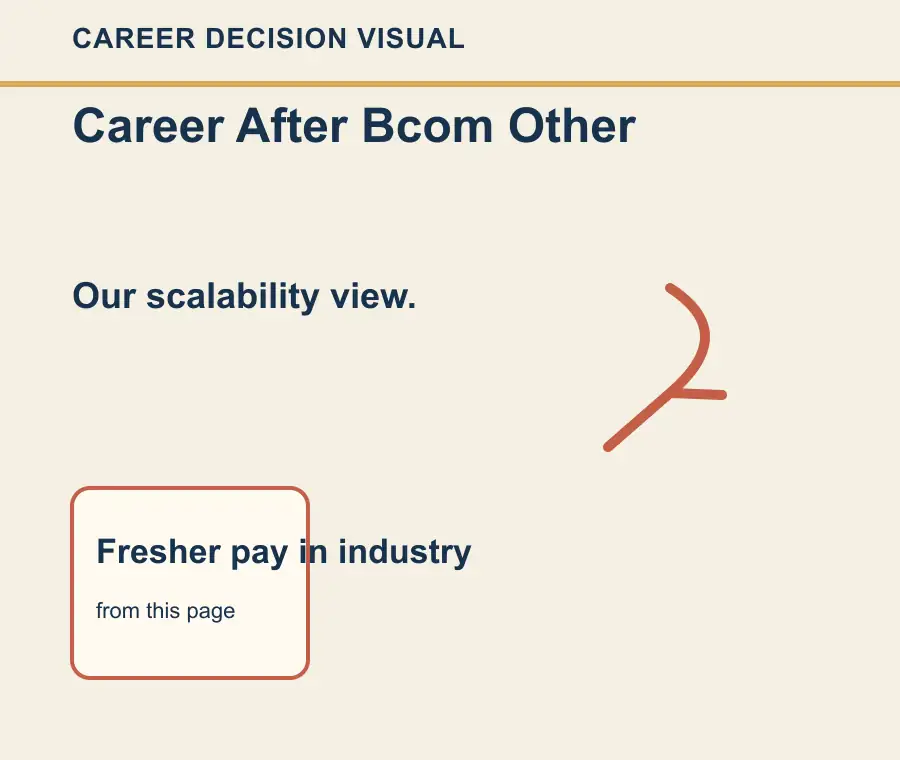 CAREER DECISION VISUAL
Career After Bcom Other
Our scalability view.
Fresher pay in industry
from this page